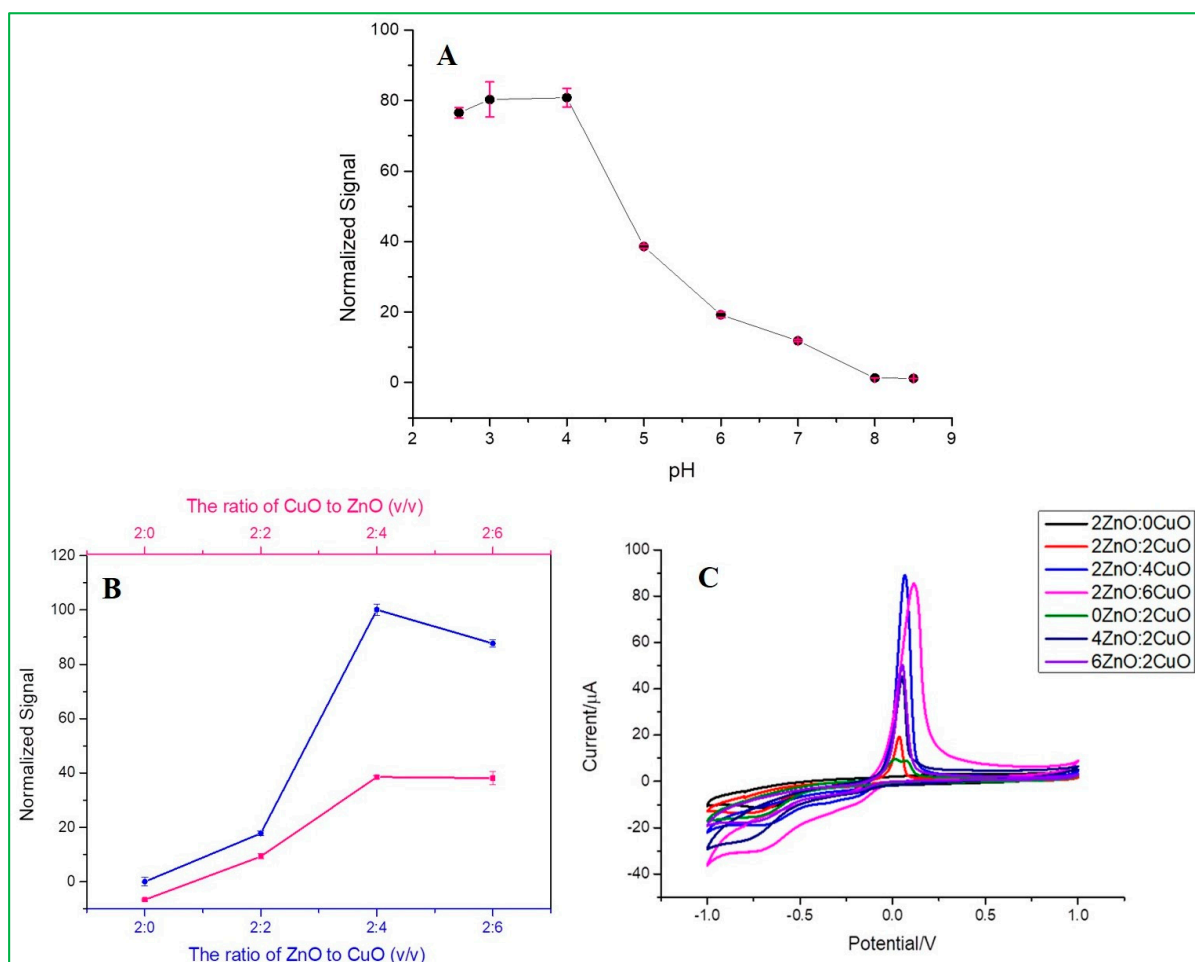 A
100
80
60
40
20
0
Normalized Signal
2 3 4 5 6 7 8 9
pH
The ratio of CuO to ZnO (v/v)
2:0 2:2 2:4 2:6
B
120
100
80
60
40
20
0
Normalized Signal
2:0 2:2 2:4 2:6
The ratio of ZnO to CuO (v/v)
C
2ZnO:0CuO
2ZnO:2CuO
2ZnO:4CuO
2ZnO:6CuO
0ZnO:2CuO
4ZnO:2CuO
6ZnO:2CuO
100
80
60
40
20
0
-20
-40
Current/μA
-1.0 -0.5 0.0 0.5 1.0
Potential/V